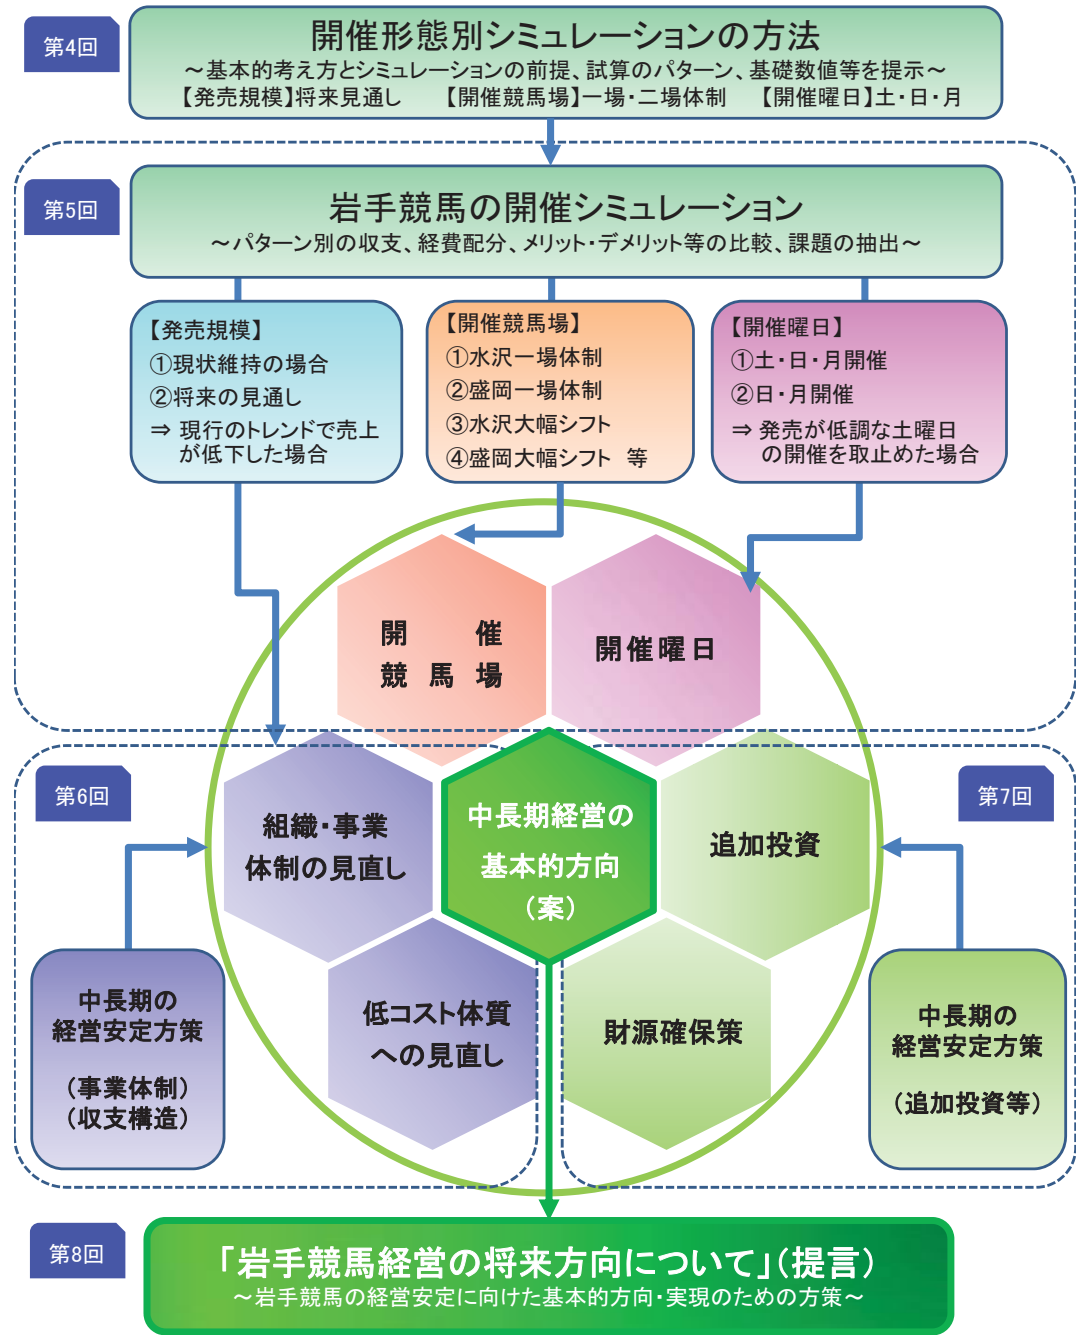 第4回
開催形態別シミュレーションの方法
～基本的考え方とシミュレーションの前提、試算のパターン、基礎数値等を提示～
【発売規模】将来見通し 【開催競馬場】一場・二場体制 【開催曜日】土・日・月
第5回
岩手競馬の開催シミュレーション
～パターン別の収支、経費配分、メリット・デメリット等の比較、課題の抽出～
【発売規模】
①現状維持の場合
②将来の見通し
⇒ 現行のトレンドで売上
が低下した場合
【開催競馬場】
①水沢一場体制
②盛岡一場体制
③水沢大幅シフト
④盛岡大幅シフト 等
【開催曜日】
①土・日・月開催
②日・月開催
⇒ 発売が低調な土曜日
の開催を取止めた場合
開 催
競 馬 場
開催曜日
第6回
組織・事業
体制の見直し
中長期経営の
基本的方向
（案）
追加投資
第7回
中長期の
経営安定方策
（事業体制）
（収支構造）
低コスト体質
への見直し
財源確保策
中長期の
経営安定方策
（追加投資等）
第8回
「岩手競馬経営の将来方向について」（提言）
～岩手競馬の経営安定に向けた基本的方向・実現のための方策～